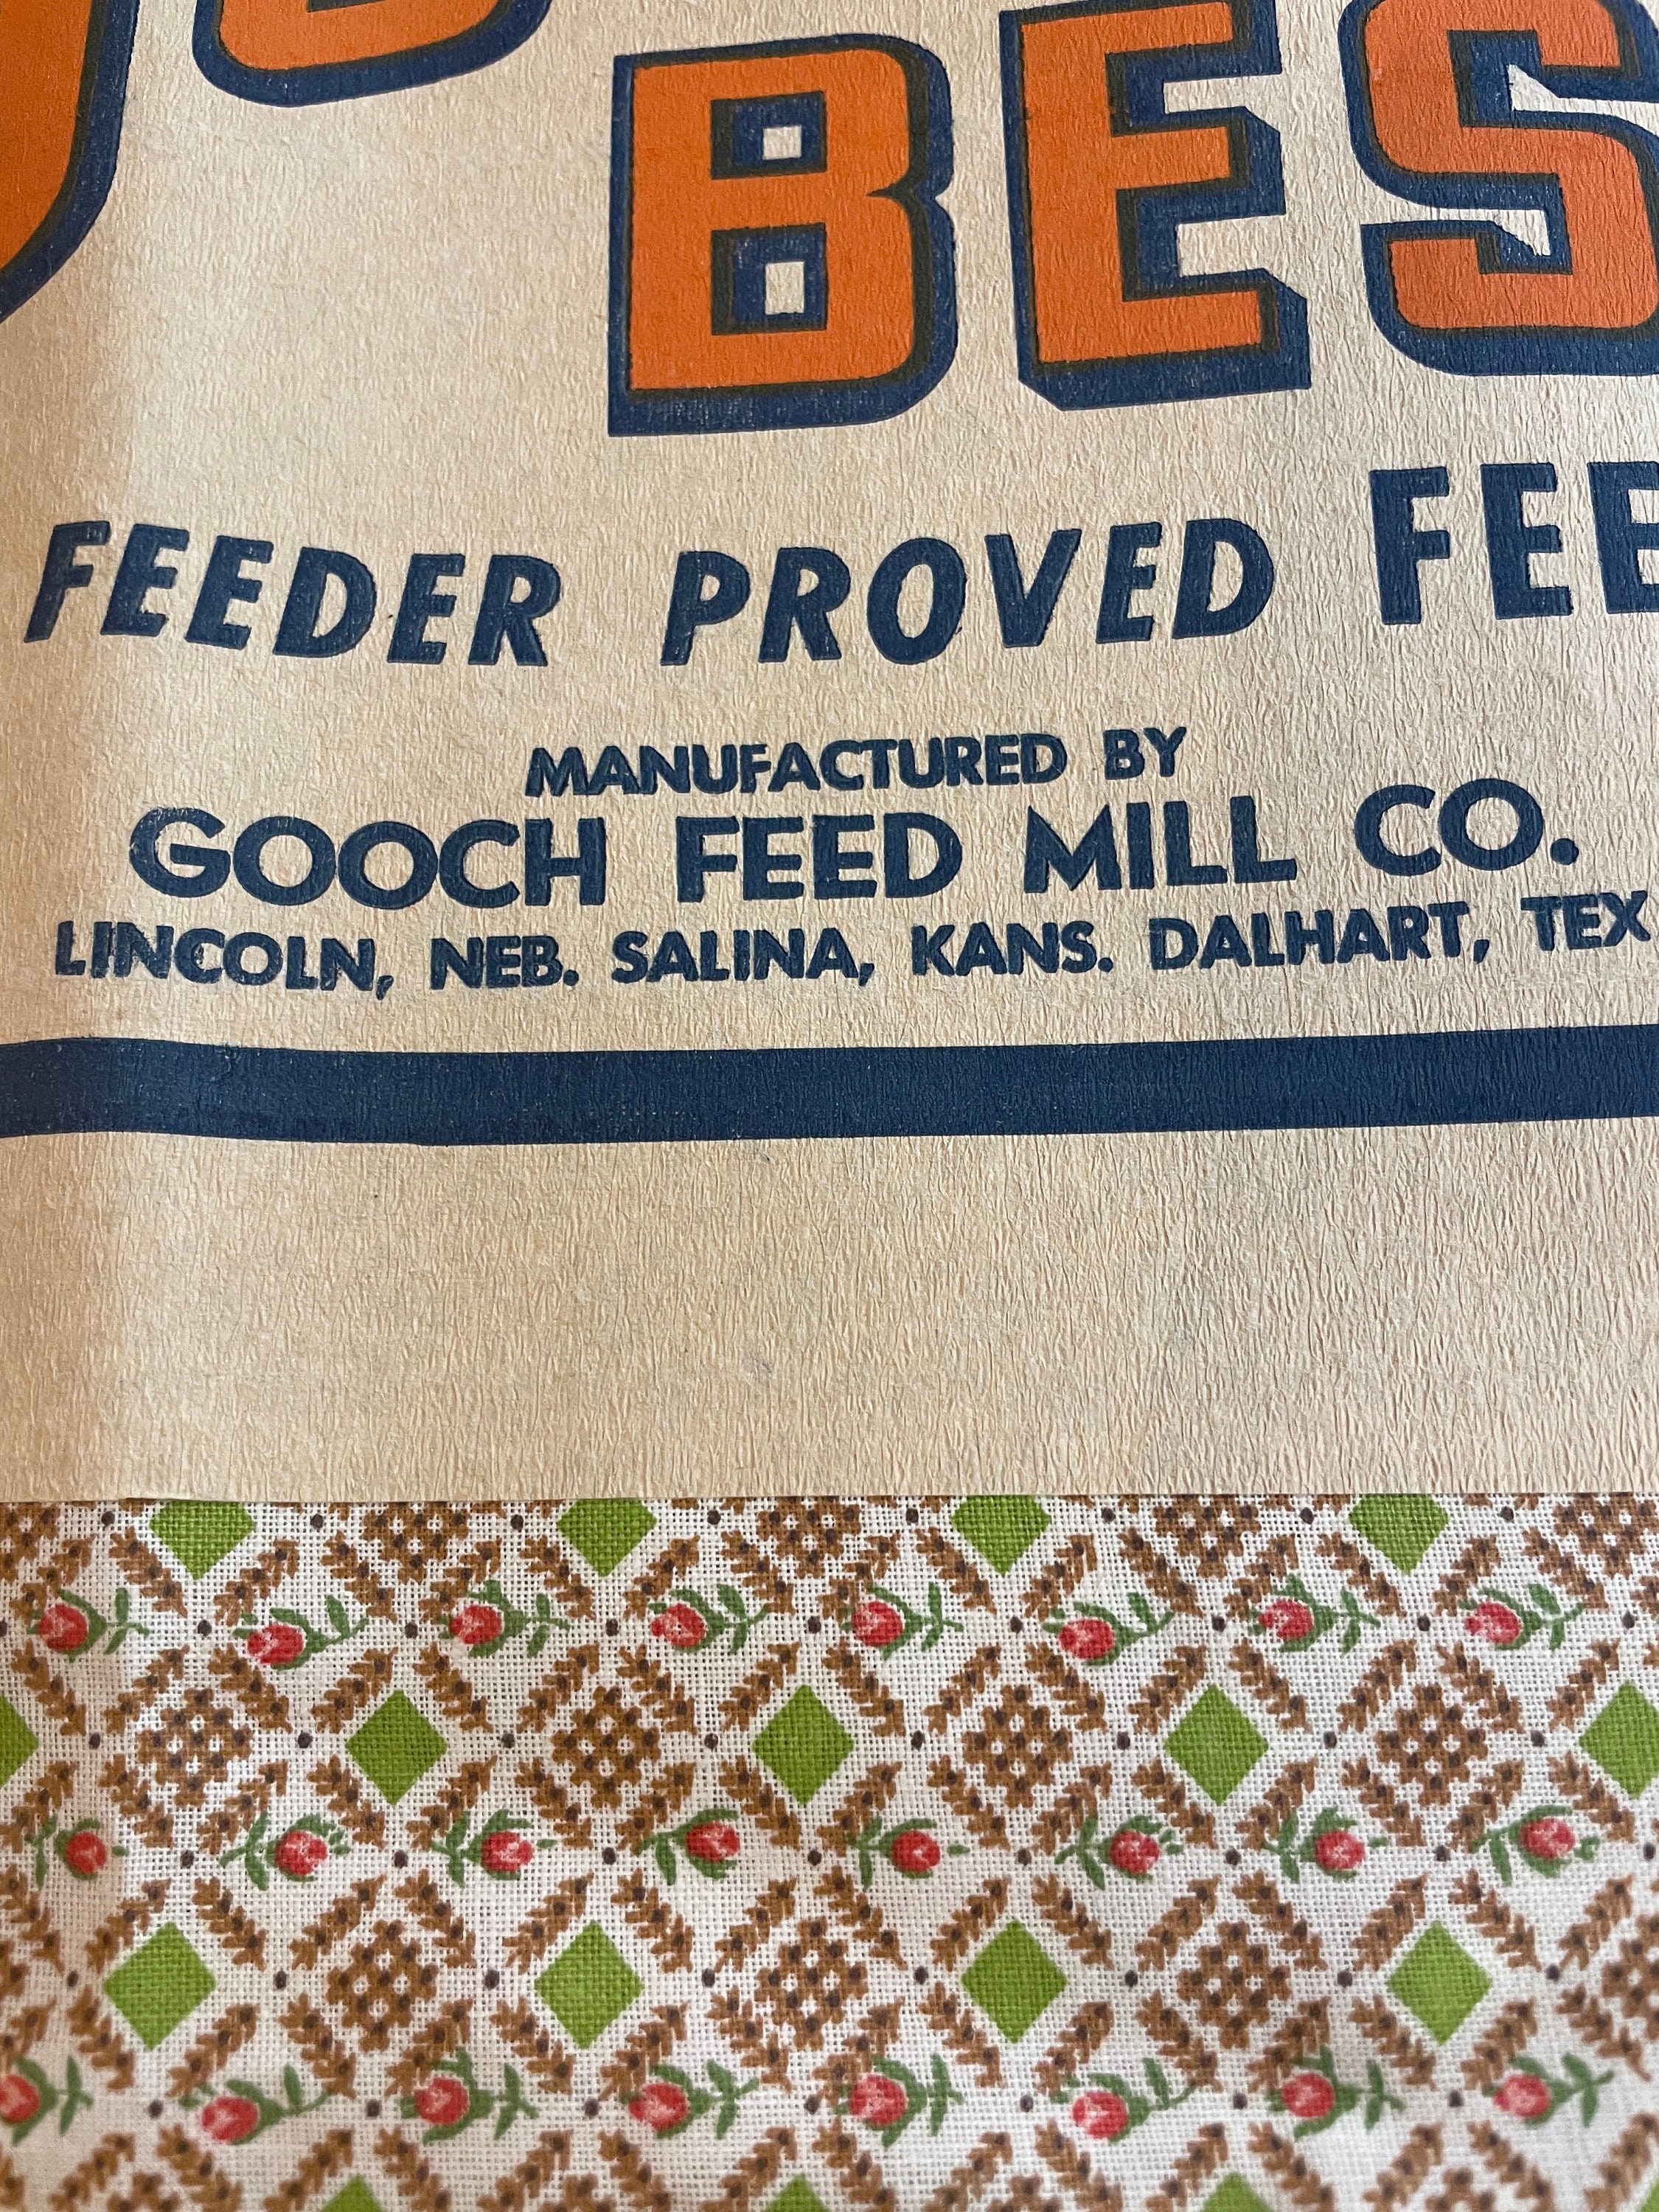 BES
FEEDER PROVED FEE
MANUFACTURED BY
GOOCH FEED MILL CO.
LINCOLN, NEB. SALINA, KANS. DALHART, TEX